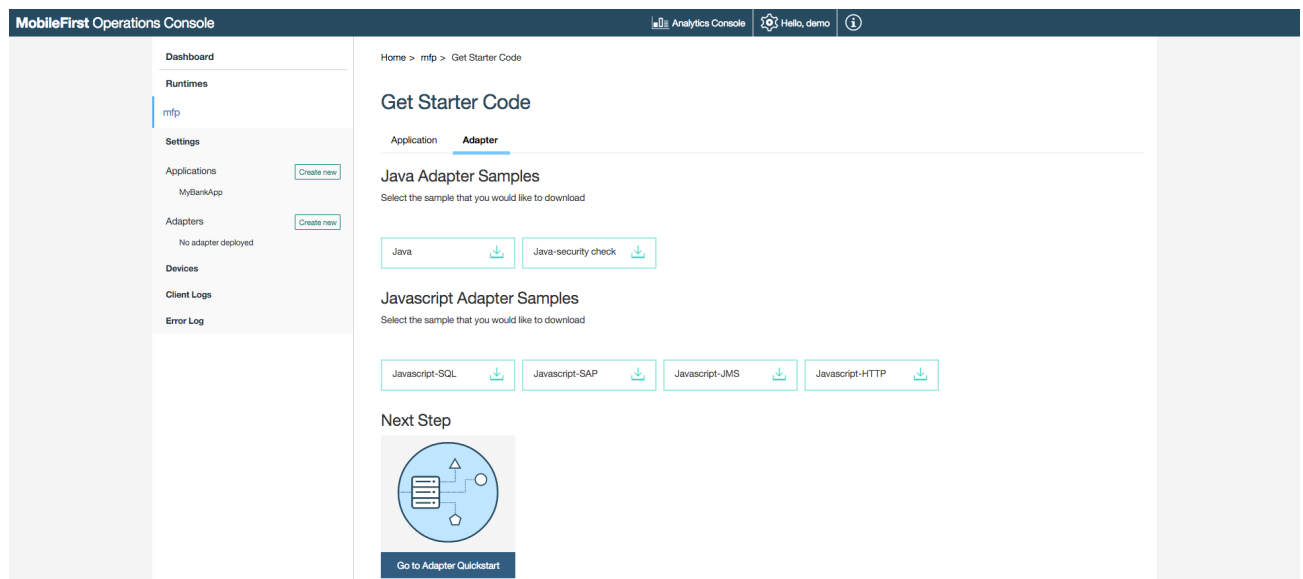 MobileFirst Operations Console
Analytics Console
Hello, demo
Dashboard
Runtimes
mfp
Settings
Applications
Create new
MyBankApp
Adapters
Create new
No adapter deployed
Devices
Client Logs
Error Log
Home > mfp > Get Starter Code
Get Starter Code
Application
Adapter
Java Adapter Samples
Select the sample that you would like to download
Java
Java-security check
Javascript Adapter Samples
Select the sample that you would like to download
Javascript-SQL
Javascript-SAP
Javascript-JMS
Javascript-HTTP
Next Step
Go to Adapter Quickstart